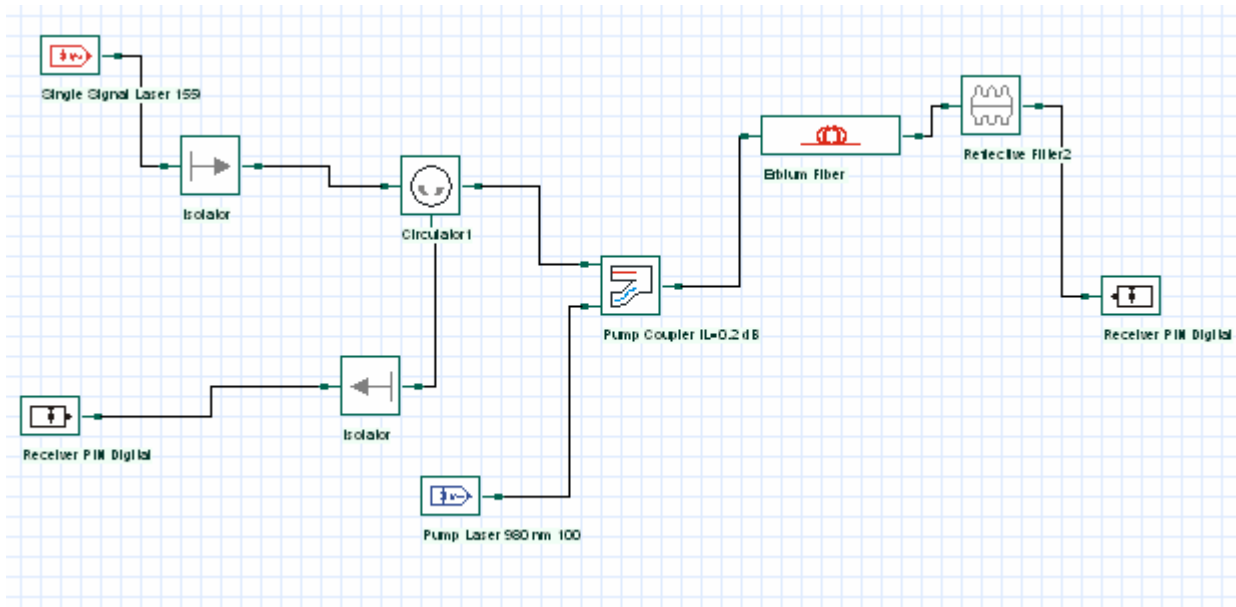 Single Signal Laser 155
Reflective Filter2
Erbium Fiber
Isolator
Circulator1
Pump Coupler IL=0.2 dB
Receiver PIN Digital
Isolator
Receiver PIN Digital
Pump Laser 980 nm 100